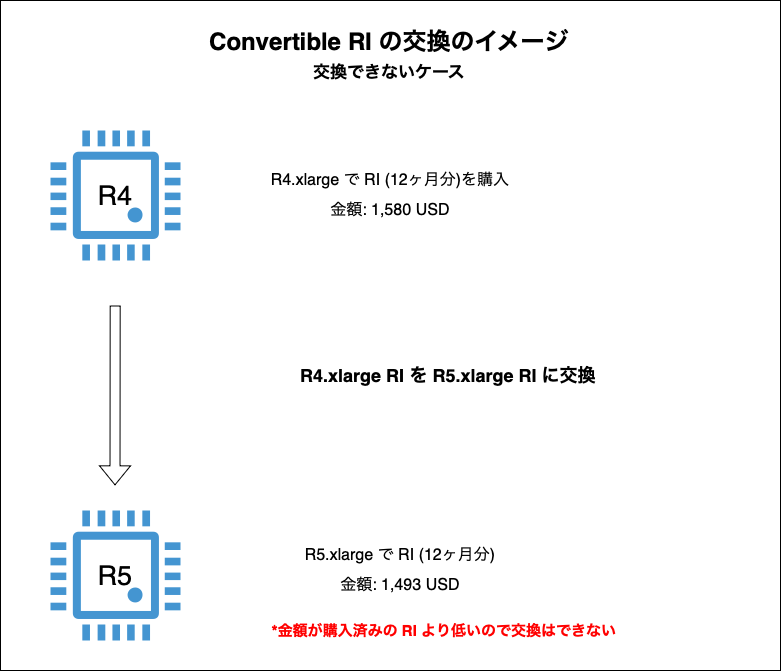 Convertible RI の交換のイメージ
交換できないケース
R4
R4.xlarge で RI (12ヶ月分)を購入
金額: 1,580 USD
R4.xlarge RI を R5.xlarge RI に交換
R5
R5.xlarge で RI (12ヶ月分)
金額: 1,493 USD
*金額が購入済みの RI より低いので交換はできない